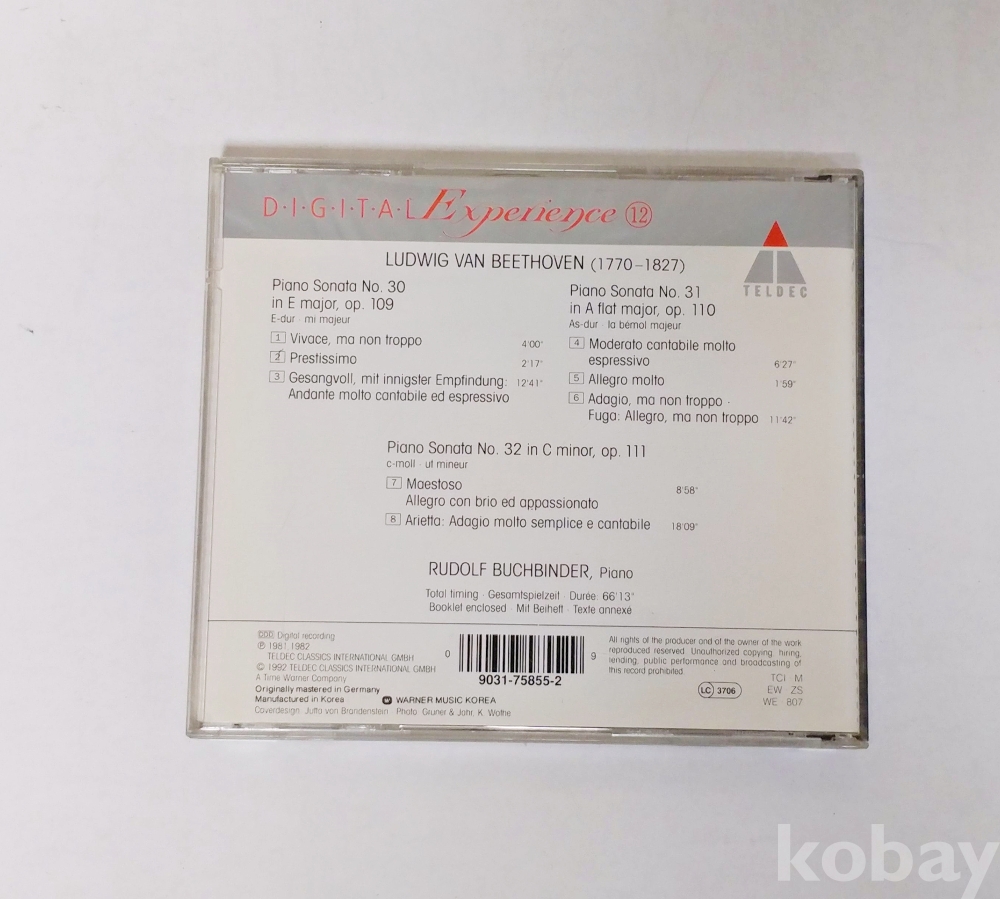 D·I·G·I·T·A·L Experience 12
TELDEC
LUDWIG VAN BEETHOVEN (1770–1827)
Piano Sonata No. 30
in E major, op. 109
E-dur · mi majeur
1 Vivace, ma non troppo 4'00"
2 Prestissimo 2'17"
3 Gesangvoll, mit innigster Empfindung: 12'41"
Andante molto cantabile ed espressivo
Piano Sonata No. 31
in A flat major, op. 110
As-dur · la bémol majeur
4 Moderato cantabile molto
espressivo 6'27"
5 Allegro molto 1'59"
6 Adagio, ma non troppo ·
Fuga: Allegro, ma non troppo 11'42"
Piano Sonata No. 32 in C minor, op. 111
c-moll · ut mineur
7 Maestoso 8'58"
Allegro con brio ed appassionato
8 Arietta: Adagio molto semplice e cantabile 18'09"
RUDOLF BUCHBINDER, Piano
Total timing · Gesamtspielzeit · Durée: 66'13"
Booklet enclosed · Mit Beiheft · Texte annexé
DDD Digital recording
℗ 1981, 1982
TELDEC CLASSICS INTERNATIONAL GMBH
© 1992 TELDEC CLASSICS INTERNATIONAL GMBH
A Time Warner Company
Originally mastered in Germany
Manufactured in Korea W WARNER MUSIC KOREA
Coverdesign: Jutta von Brandenstein · Photo: Gruner & Jahr, K. Wothe
0 9
9031-75855-2
All rights of the producer and of the owner of the work
reproduced reserved. Unauthorized copying, hiring,
lending, public performance and broadcasting of
this record prohibited.
LC 3706
TCI · M
EW ZS
WE 807
kobay